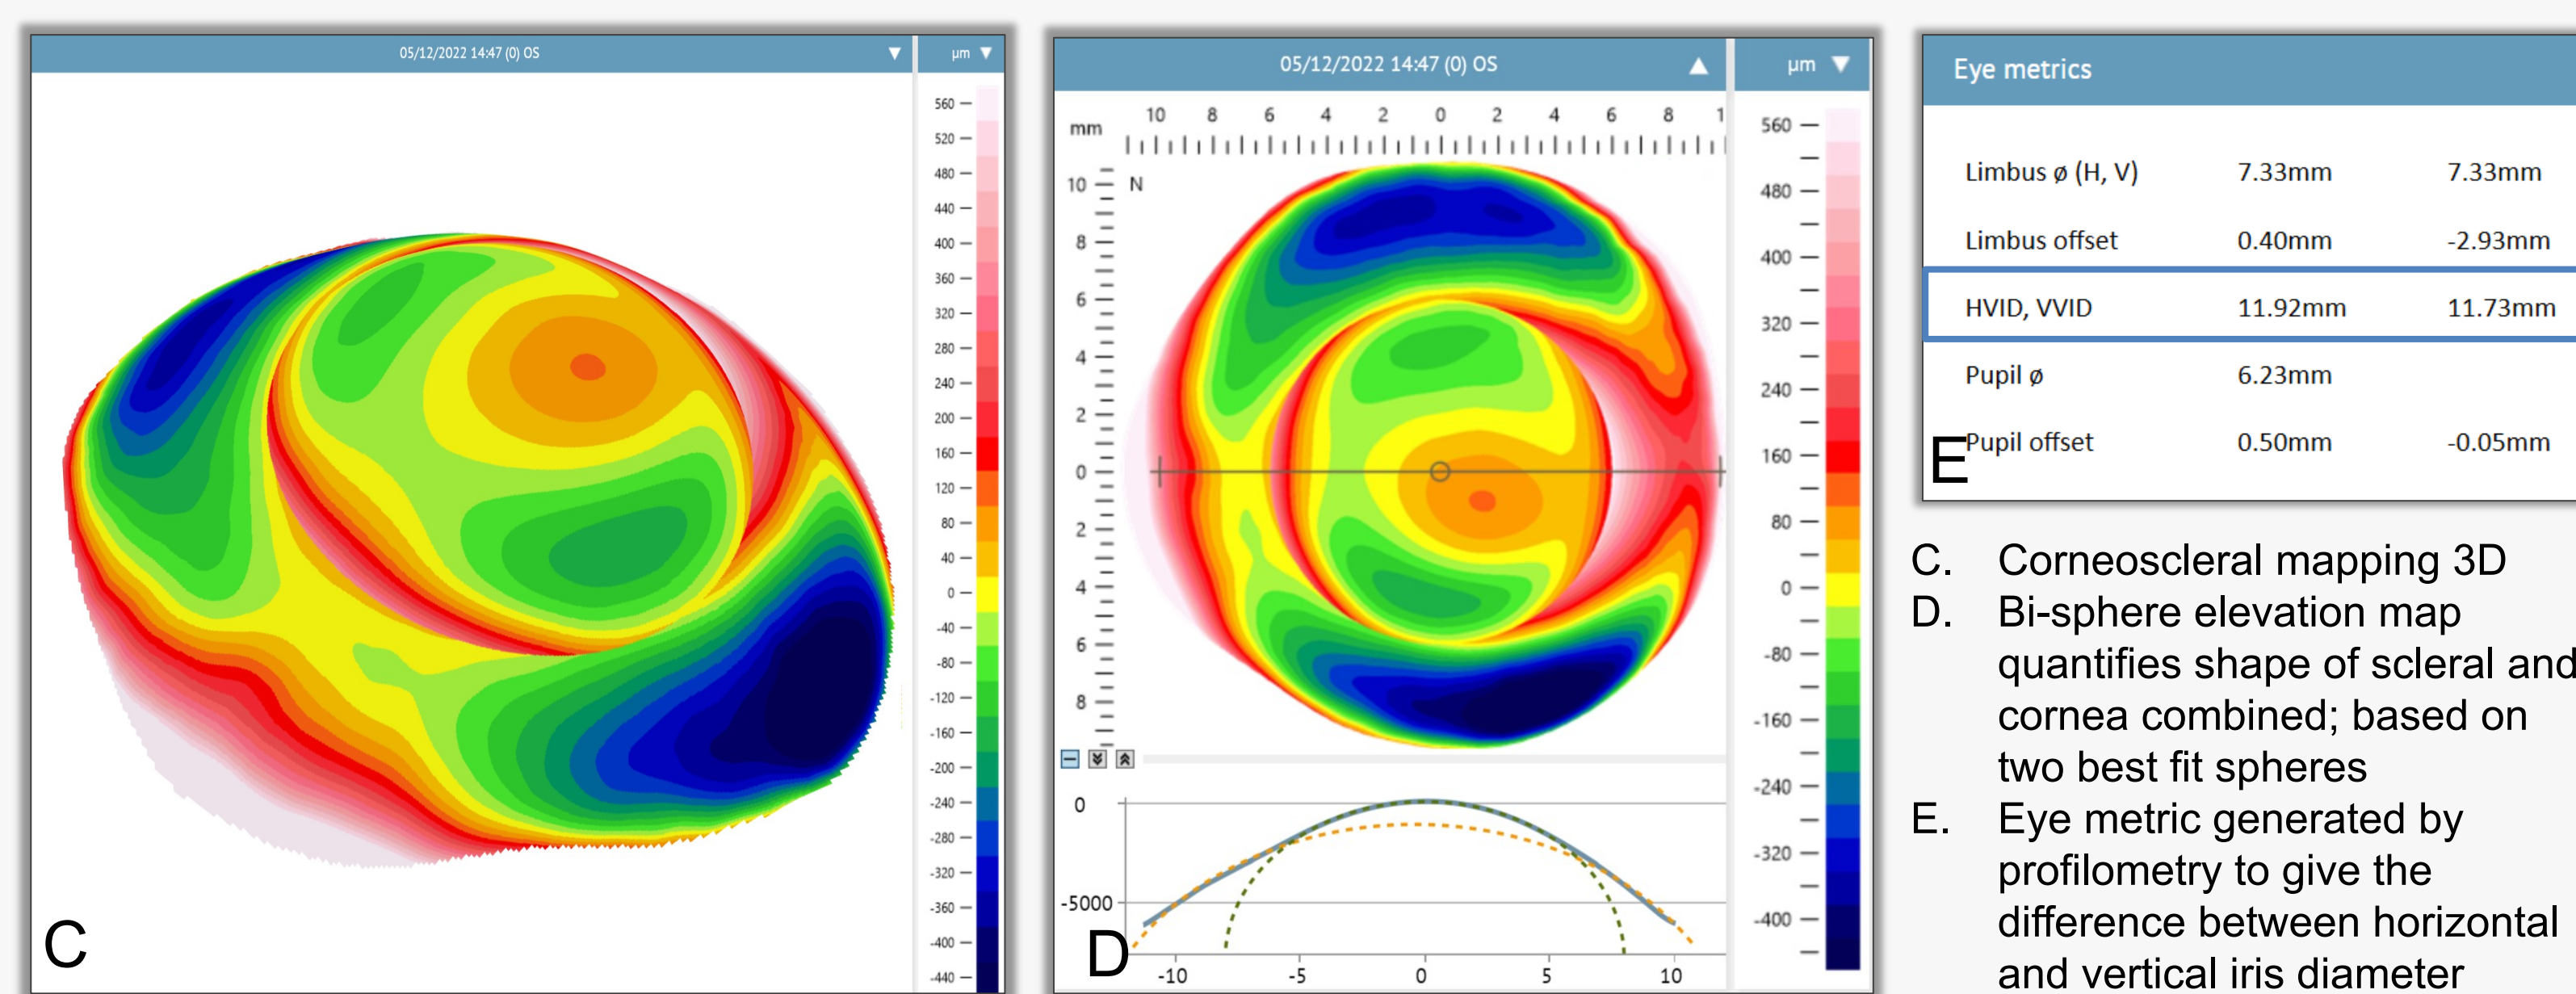 05/12/2022 14:47 (0) OS
µm
560
520
480
440
400
360
320
280
240
200
160
120
80
40
0
-40
-80
-120
-160
-200
-240
-280
-320
-360
-400
-440
C
05/12/2022 14:47 (0) OS
µm
mm
10 8 6 4 2 0 2 4 6 8 1
N
10
8
6
4
2
0
2
4
6
8
560
480
400
320
240
160
80
0
-80
-160
-240
-320
-400
0
-5000
-10 -5 0 5 10
D
Eye metrics
Limbus ø (H, V) 7.33mm 7.33mm
Limbus offset 0.40mm -2.93mm
HVID, VVID 11.92mm 11.73mm
Pupil ø 6.23mm
Pupil offset 0.50mm -0.05mm
E
C. Corneoscleral mapping 3D
D. Bi-sphere elevation map
quantifies shape of scleral and
cornea combined; based on
two best fit spheres
E. Eye metric generated by
profilometry to give the
difference between horizontal
and vertical iris diameter